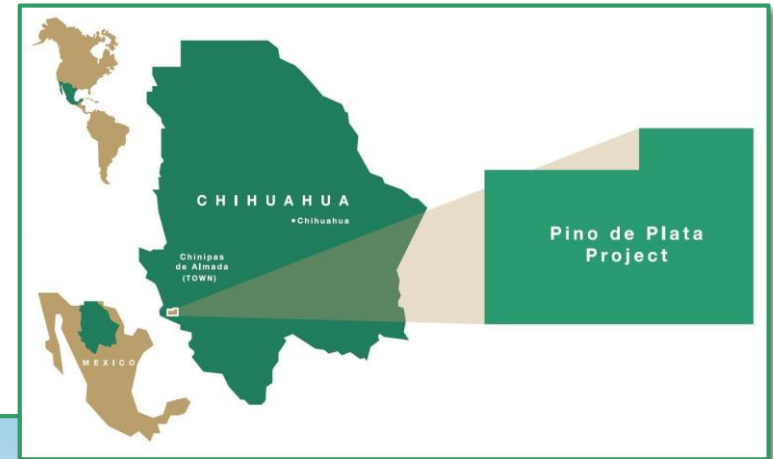 CHIHUAHUA
Chihuahua
Chinipas
de Almada
(TOWN)
MEXICO
Pino de Plata
Project